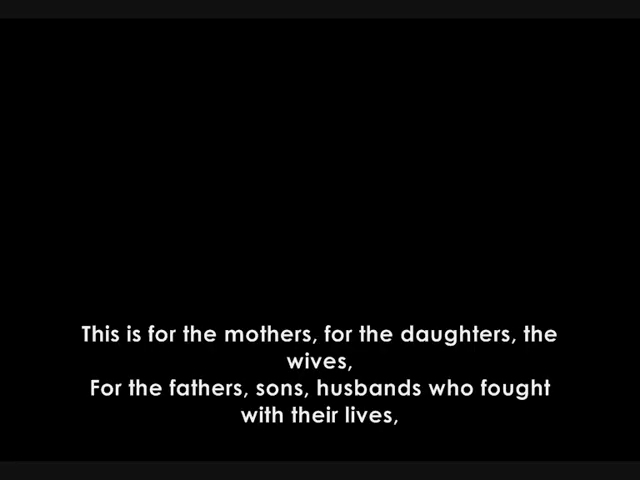 This is for the mothers, for the daughters, the
wives,
For the fathers, sons, husbands who fought
with their lives,